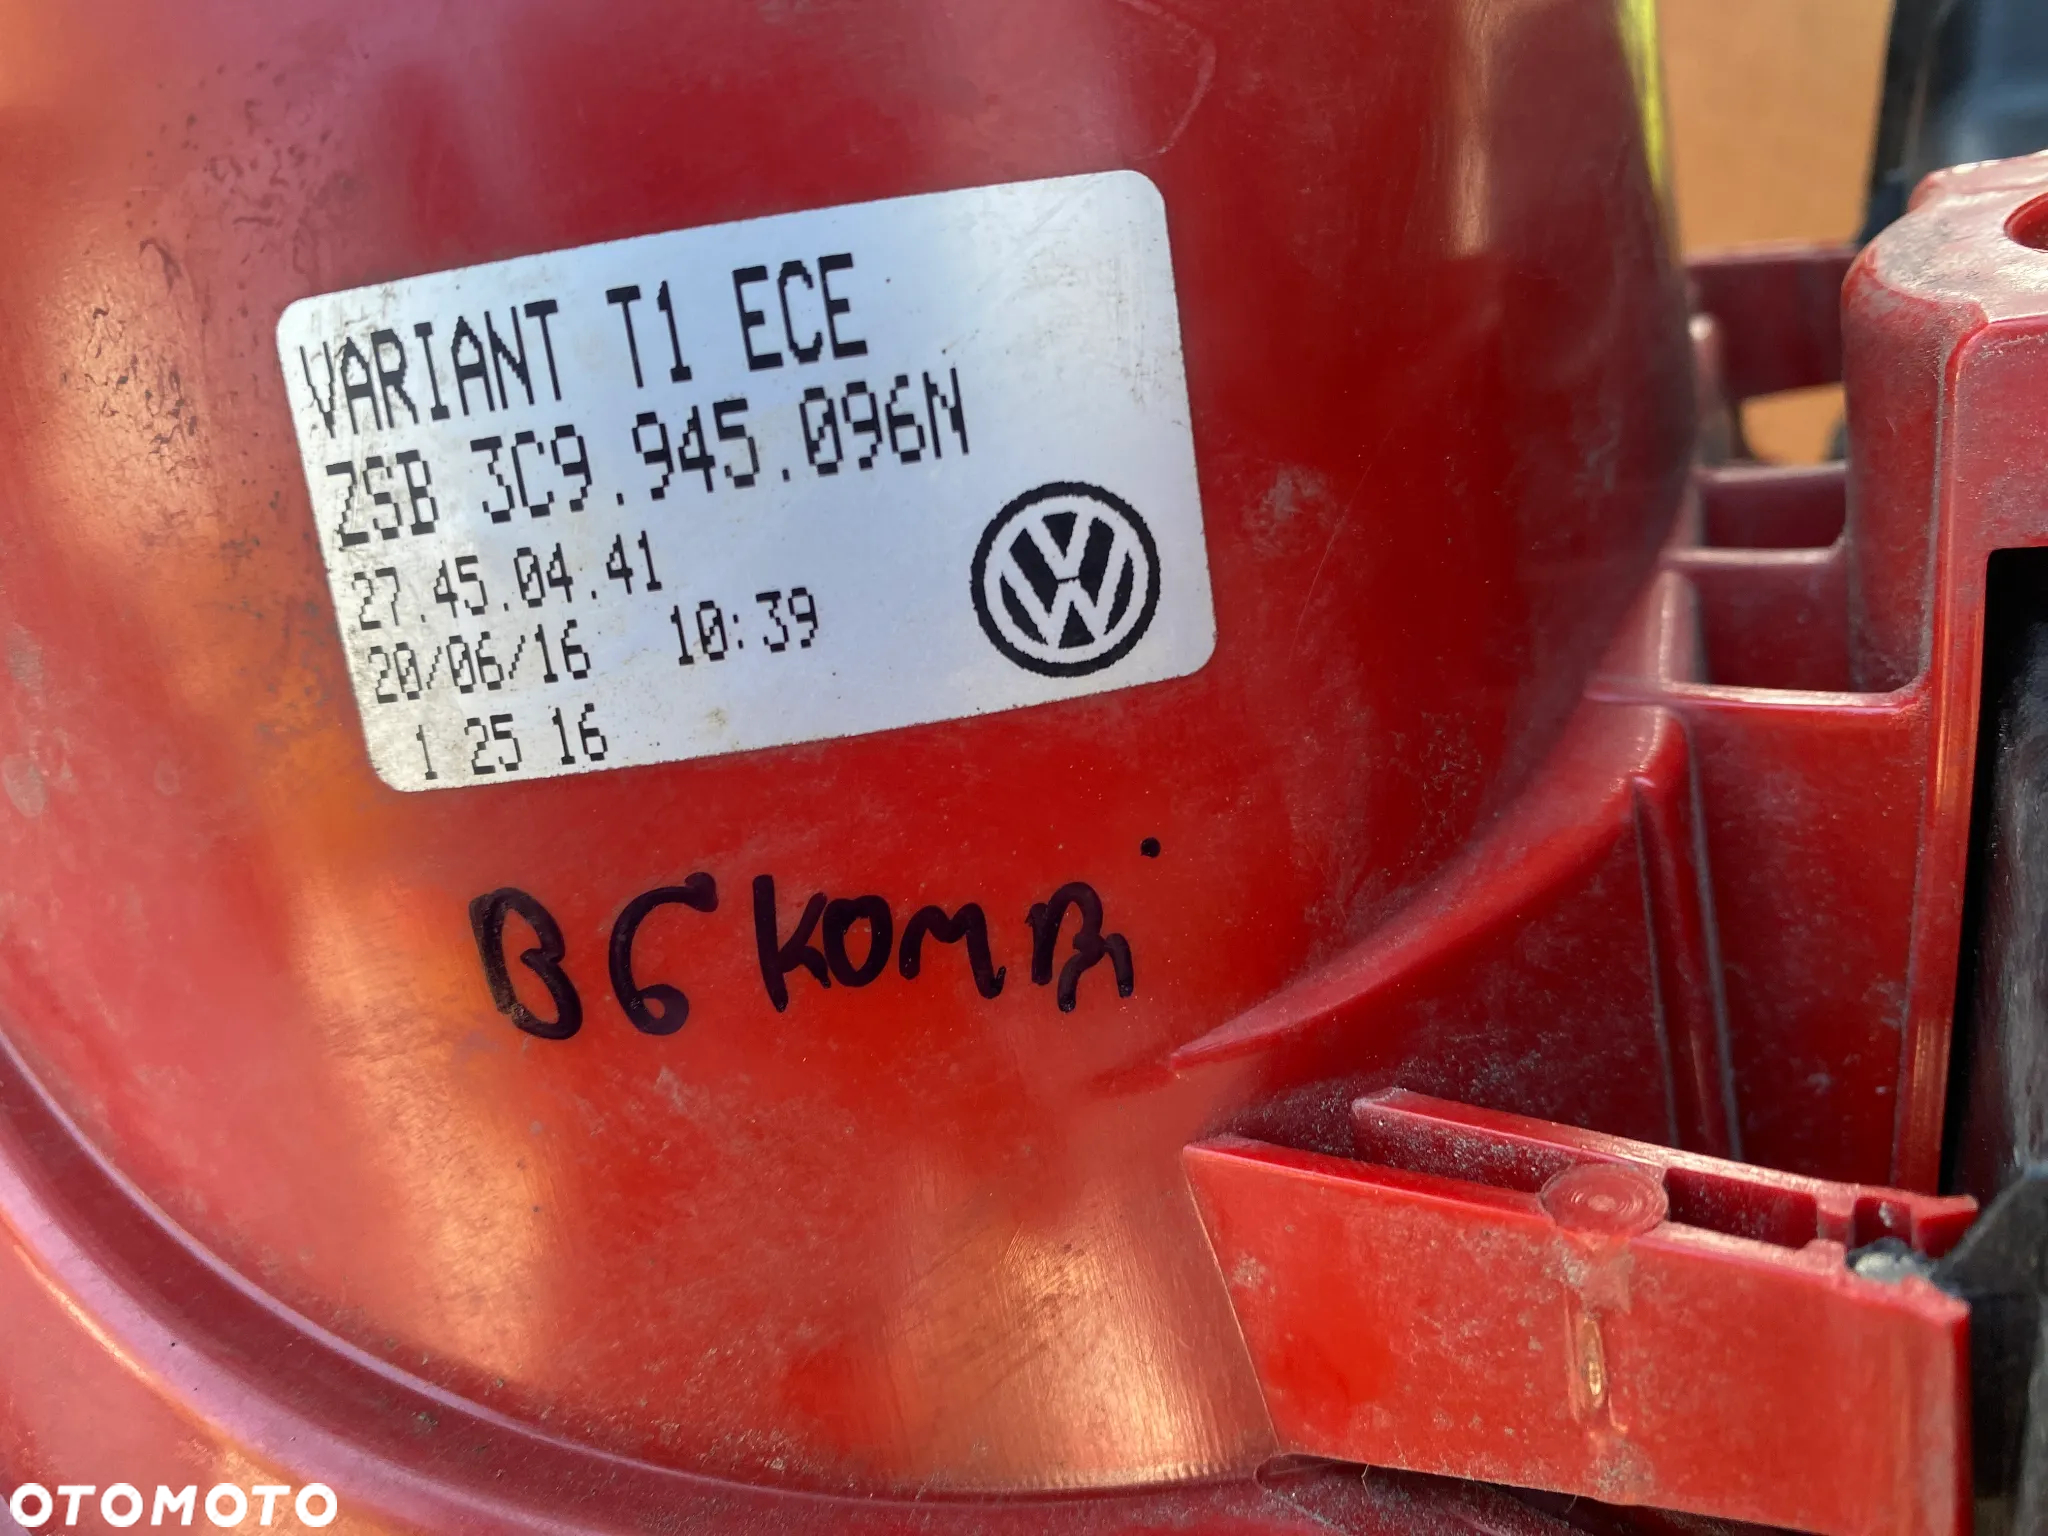 VARIANT T1 ECE
ZSB 3C9.945.096N
27.45.04.41
20/06/16 10:39
1 25 16
B6 KOMBi
OTOMOTO